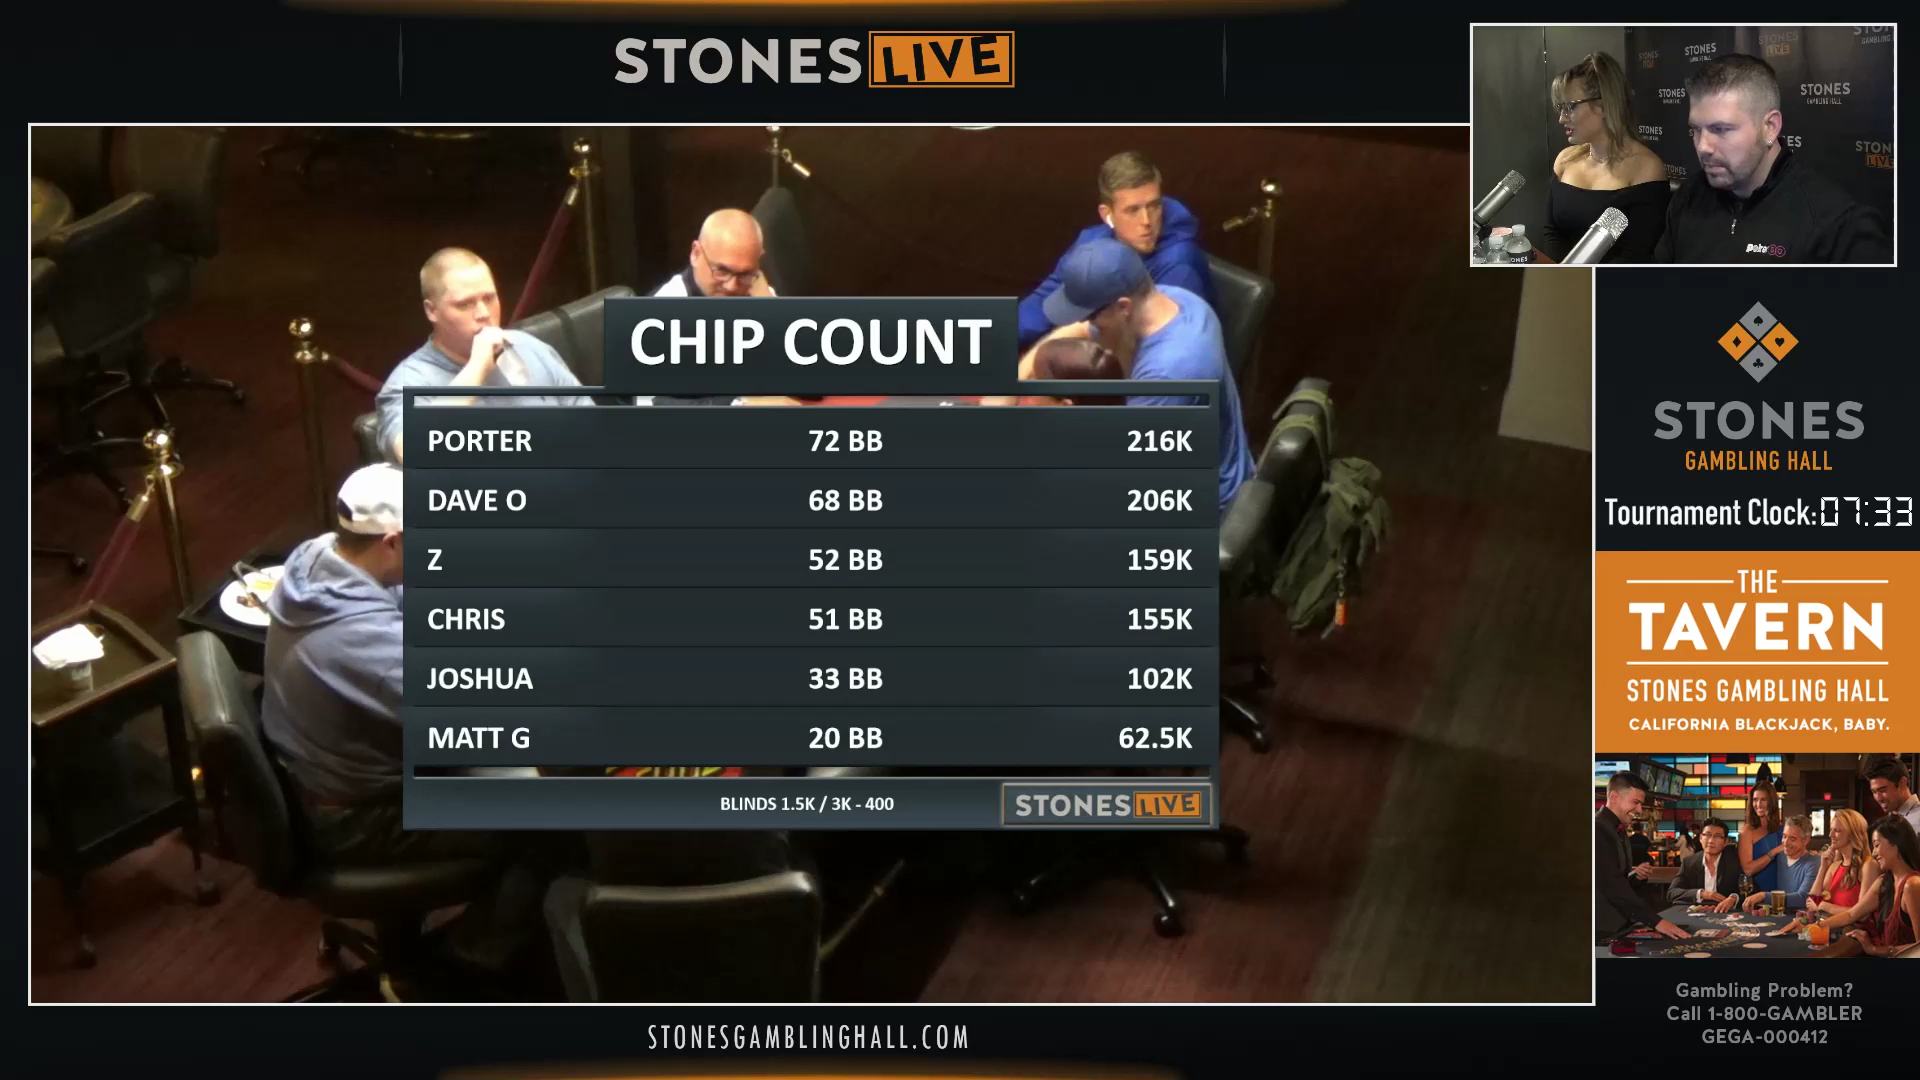 STONES LIVE
CHIP COUNT
PORTER 72 BB 216K
DAVE O 68 BB 206K
Z 52 BB 159K
CHRIS 51 BB 155K
JOSHUA 33 BB 102K
MATT G 20 BB 62.5K
BLINDS 1.5K / 3K - 400
STONES LIVE
STONESGAMBLINGHALL.COM
STONES
GAMBLING HALL
Tournament Clock:07:33
THE
TAVERN
STONES GAMBLING HALL
CALIFORNIA BLACKJACK, BABY.
Gambling Problem?
Call 1-800-GAMBLER
GEGA-000412